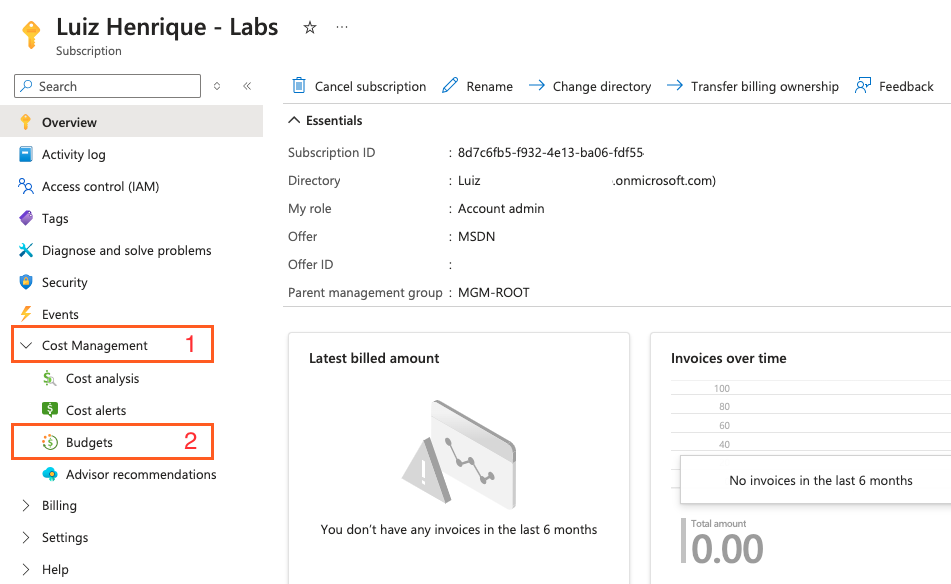 Luiz Henrique - Labs
Subscription
Search
Overview
Activity log
Access control (IAM)
Tags
Diagnose and solve problems
Security
Events
Cost Management 1
Cost analysis
Cost alerts
Budgets 2
Advisor recommendations
Billing
Settings
Help
Cancel subscription Rename Change directory Transfer billing ownership Feedback
Essentials
Subscription ID : 8d7c6fb5-f932-4e13-ba06-fdf55
Directory : Luiz .onmicrosoft.com)
My role : Account admin
Offer : MSDN
Offer ID :
Parent management group : MGM-ROOT
Latest billed amount
You don't have any invoices in the last 6 months
Invoices over time
100
80
60
40
No invoices in the last 6 months
Total amount
0.00